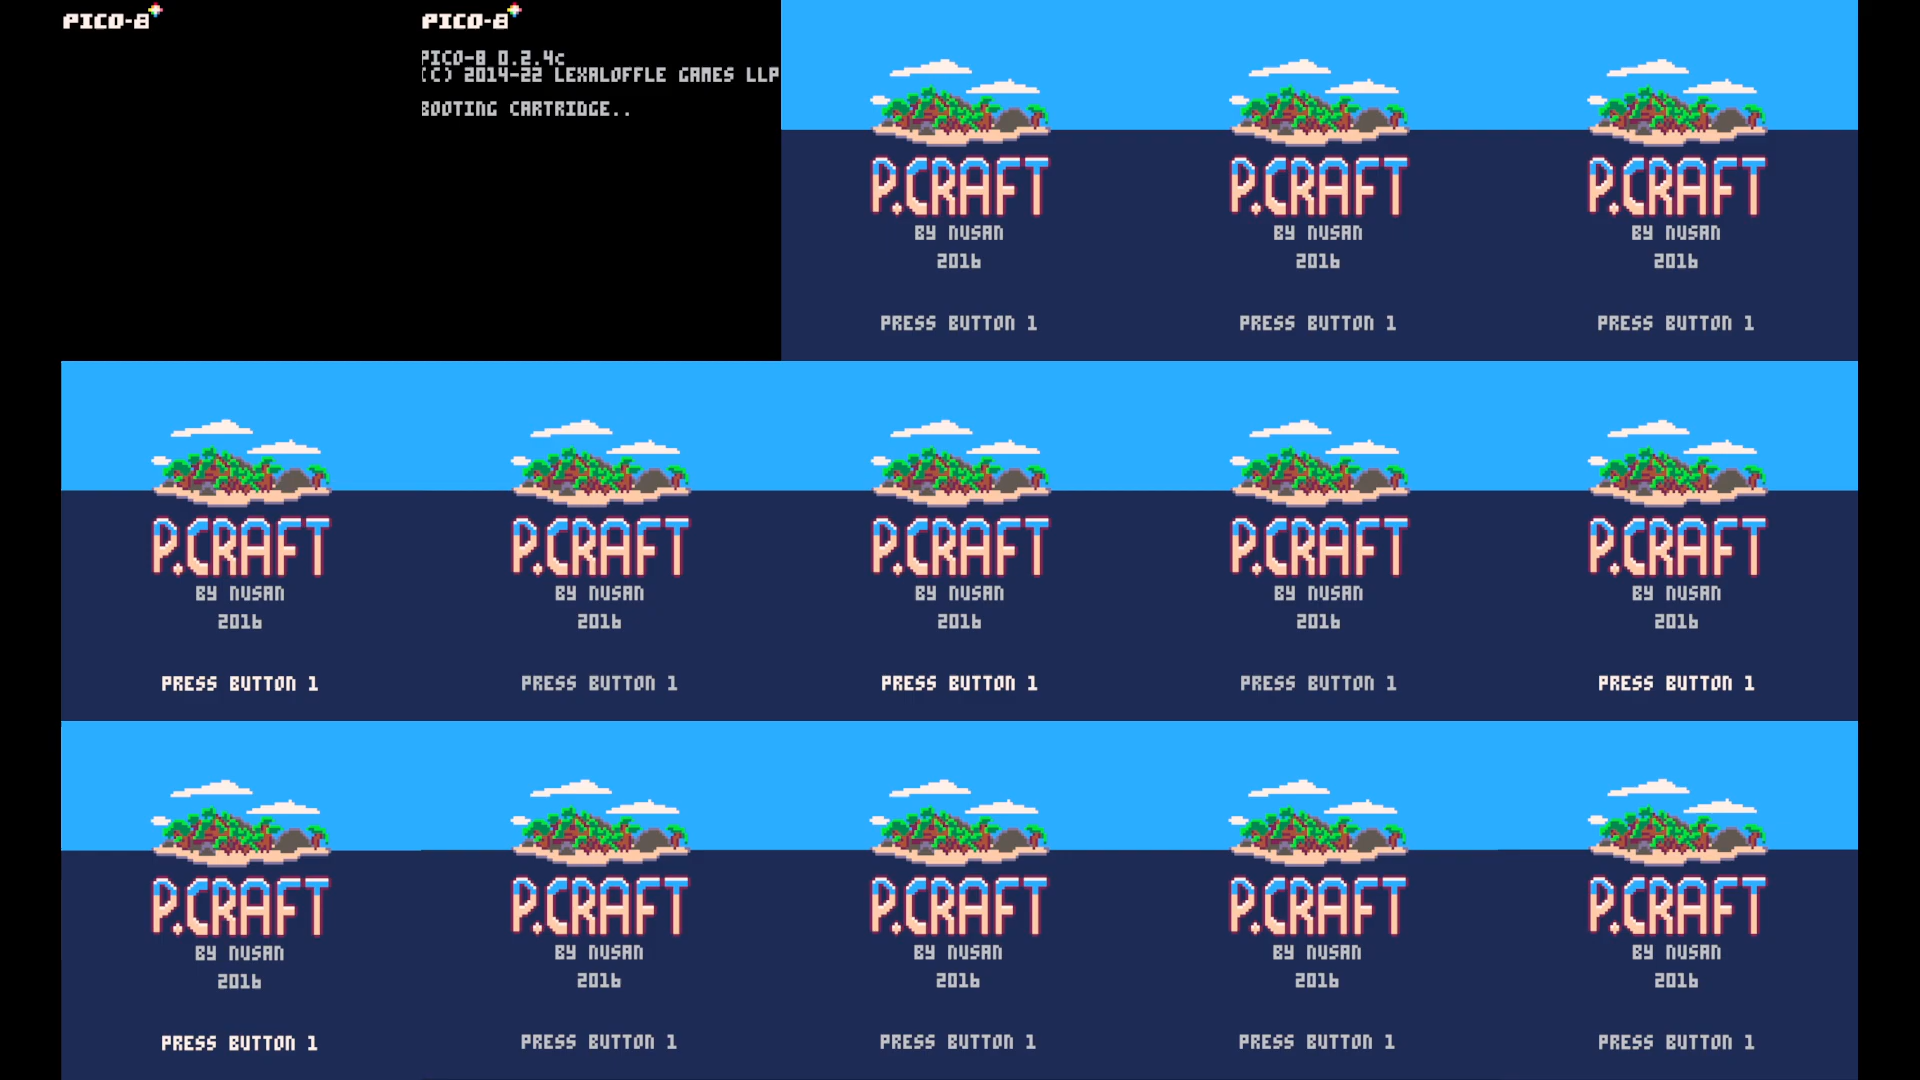 PICO-8
PICO-8
PICO-8 0.2.4c
(C) 2014-22 LEXALOFFLE GAMES LLP
BOOTING CARTRIDGE..
P.CRAFT
BY NUSAN
2016
PRESS BUTTON 1
P.CRAFT
BY NUSAN
2016
PRESS BUTTON 1
P.CRAFT
BY NUSAN
2016
PRESS BUTTON 1
P.CRAFT
BY NUSAN
2016
PRESS BUTTON 1
P.CRAFT
BY NUSAN
2016
PRESS BUTTON 1
P.CRAFT
BY NUSAN
2016
PRESS BUTTON 1
P.CRAFT
BY NUSAN
2016
PRESS BUTTON 1
P.CRAFT
BY NUSAN
2016
PRESS BUTTON 1
P.CRAFT
BY NUSAN
2016
PRESS BUTTON 1
P.CRAFT
BY NUSAN
2016
PRESS BUTTON 1
P.CRAFT
BY NUSAN
2016
PRESS BUTTON 1
P.CRAFT
BY NUSAN
2016
PRESS BUTTON 1
P.CRAFT
BY NUSAN
2016
PRESS BUTTON 1